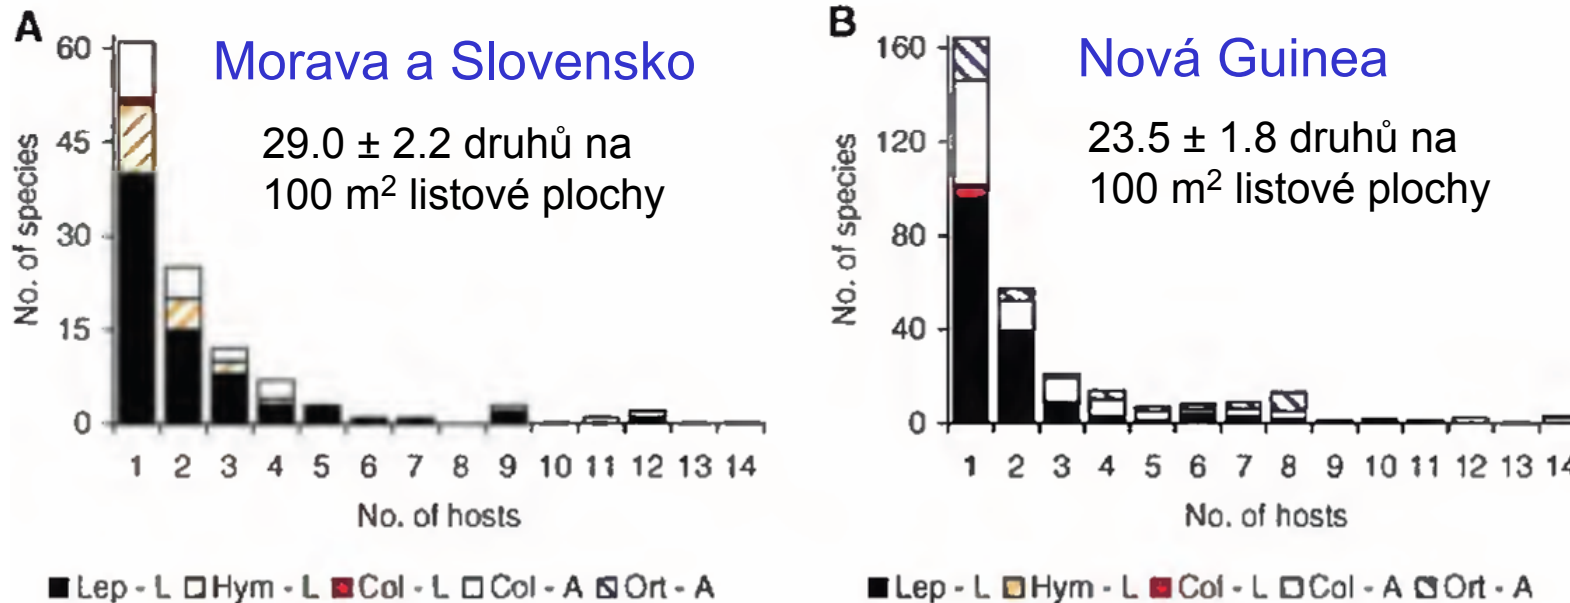 A
Morava a Slovensko
29.0 ± 2.2 druhů na
100 m² listové plochy
No. of species
60
45
30
15
0
1 2 3 4 5 6 7 8 9 10 11 12 13 14
No. of hosts
Lep - L Hym - L Col - L Col - A Ort - A
B
Nová Guinea
23.5 ± 1.8 druhů na
100 m² listové plochy
No. of species
160
120
80
40
0
1 2 3 4 5 6 7 8 9 10 11 12 13 14
No. of hosts
Lep - L Hym - L Col - L Col - A Ort - A